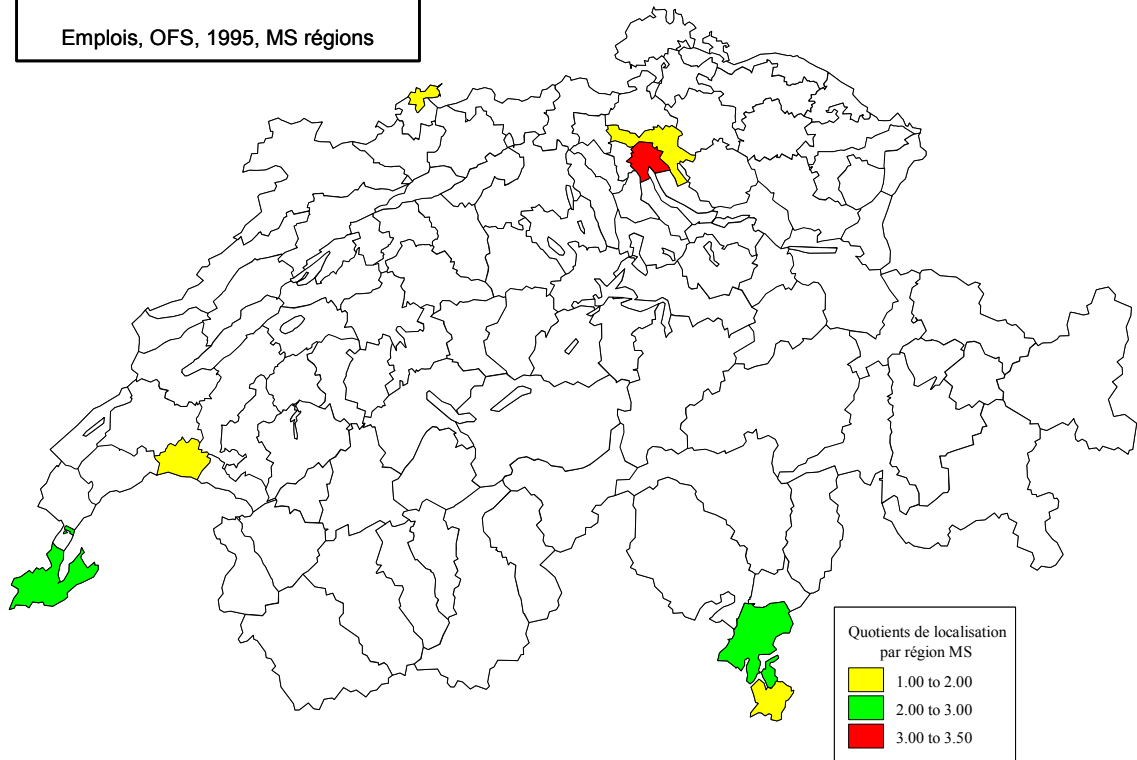 Emplois, OFS, 1995, MS régions
Quotients de localisation
par région MS
1.00 to 2.00
2.00 to 3.00
3.00 to 3.50